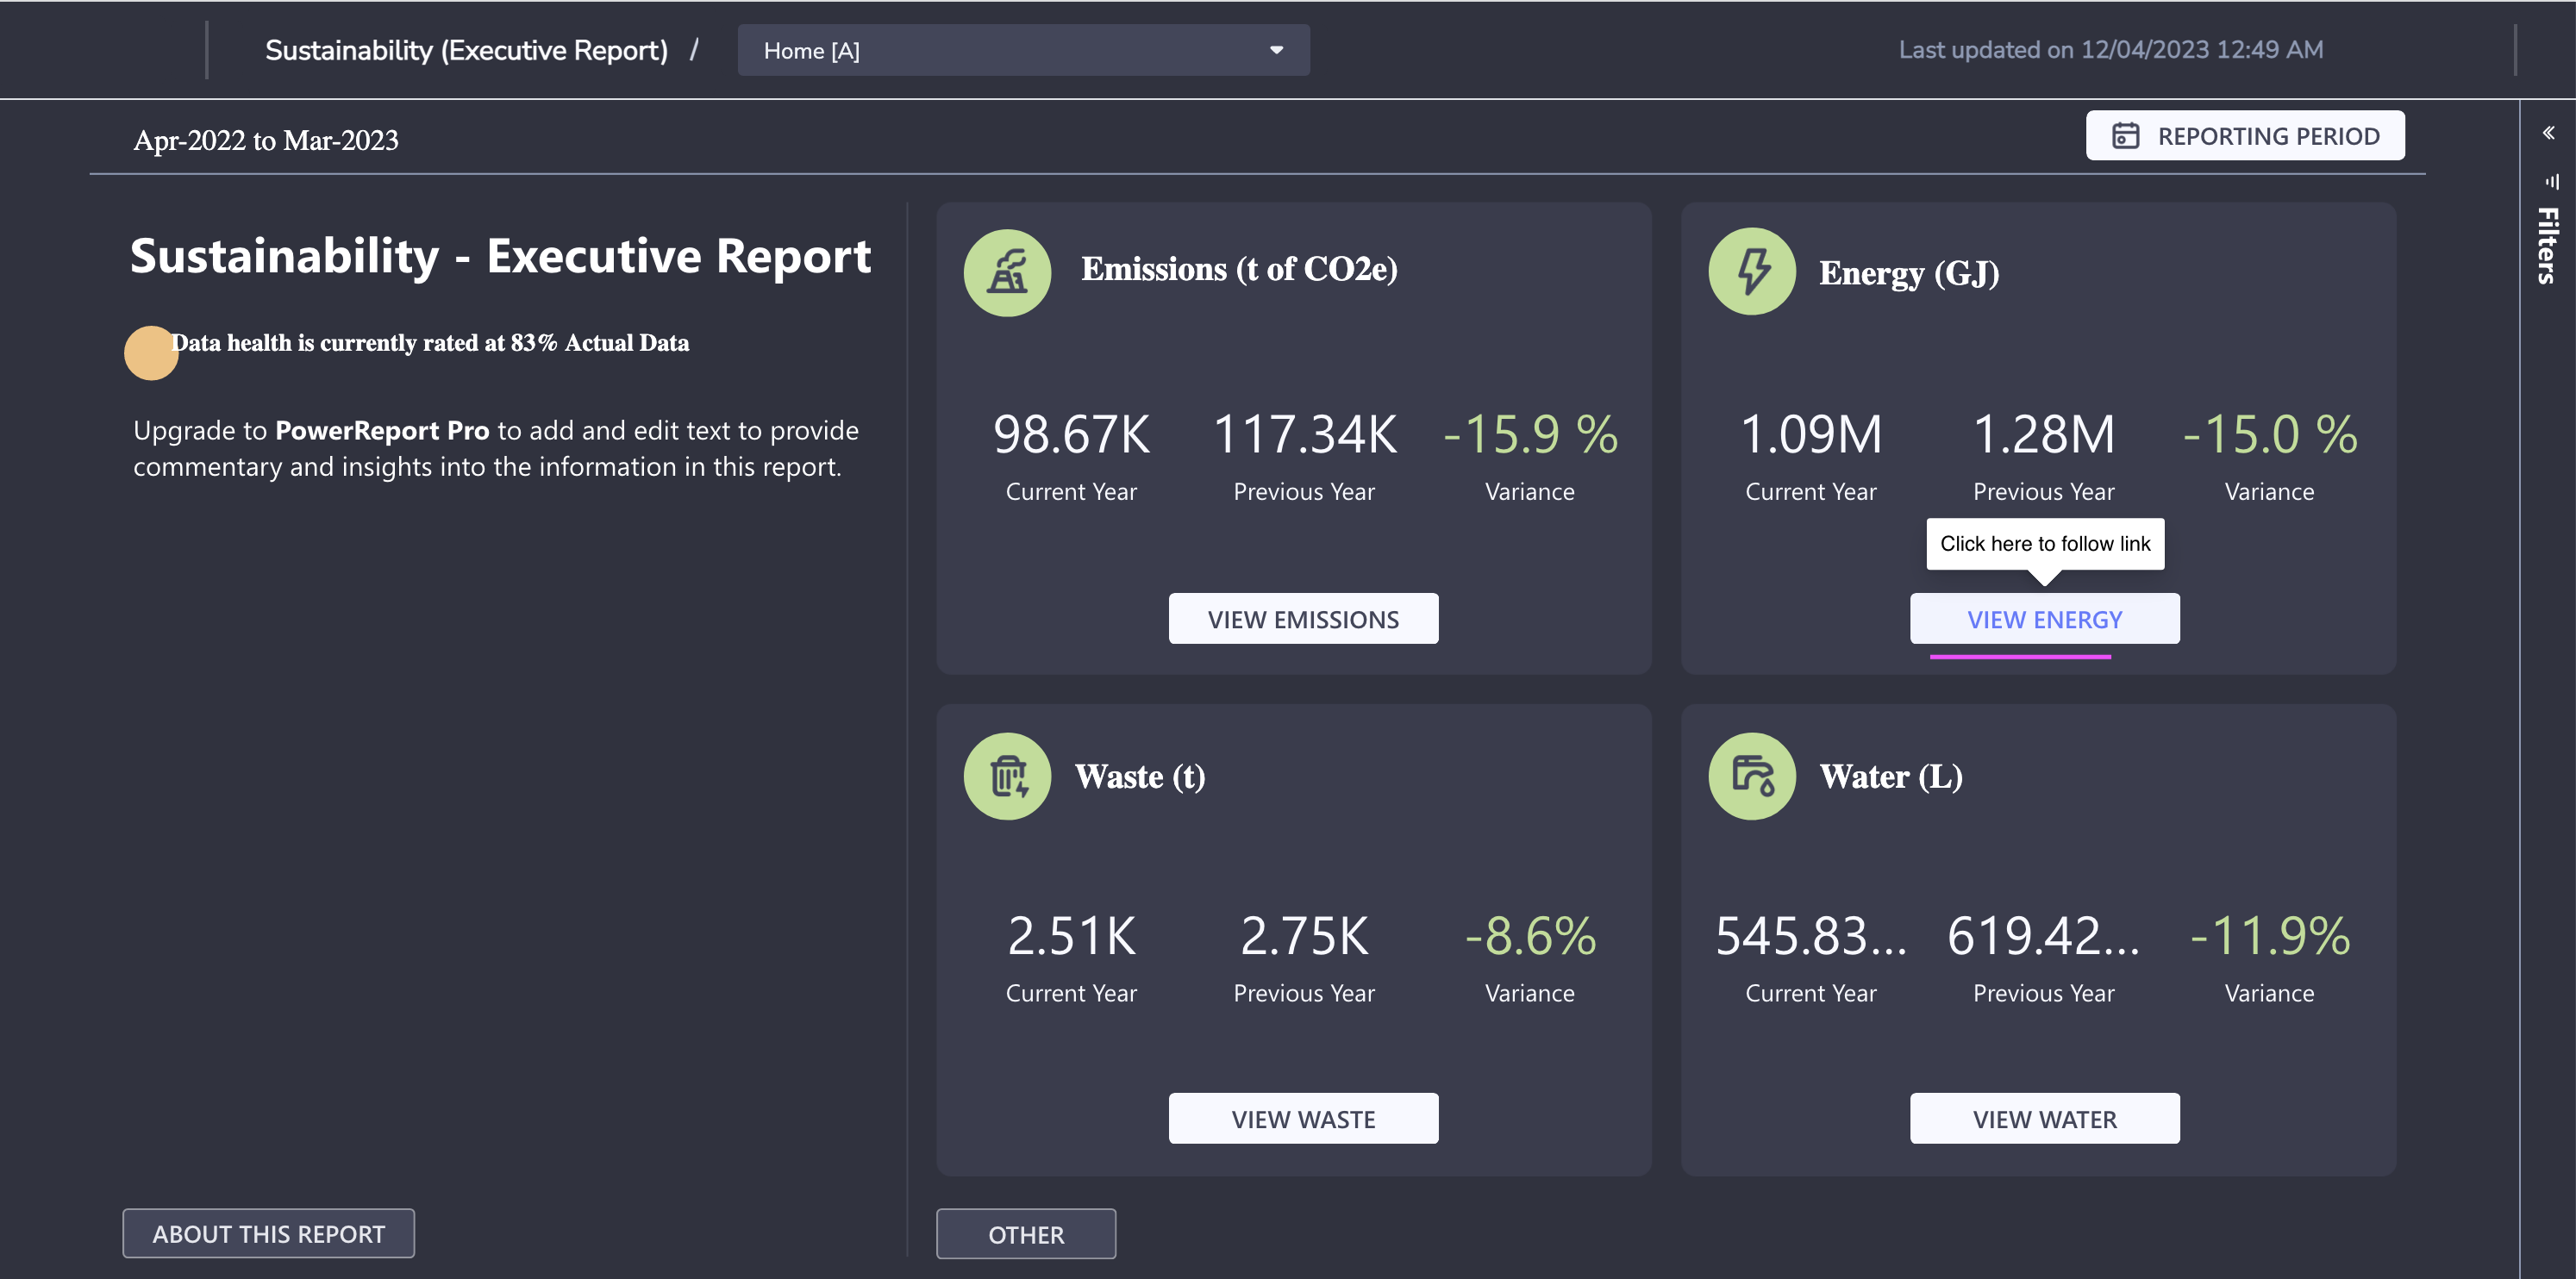 Sustainability (Executive Report) /
Home [A]
Last updated on 12/04/2023 12:49 AM
Apr-2022 to Mar-2023
REPORTING PERIOD
Filters
Sustainability - Executive Report
Data health is currently rated at 83% Actual Data
Upgrade to PowerReport Pro to add and edit text to provide
commentary and insights into the information in this report.
Emissions (t of CO2e)
98.67K 117.34K -15.9 %
Current Year Previous Year Variance
VIEW EMISSIONS
Energy (GJ)
1.09M 1.28M -15.0 %
Current Year Previous Year Variance
Click here to follow link
VIEW ENERGY
Waste (t)
2.51K 2.75K -8.6%
Current Year Previous Year Variance
VIEW WASTE
Water (L)
545.83... 619.42... -11.9%
Current Year Previous Year Variance
VIEW WATER
ABOUT THIS REPORT
OTHER